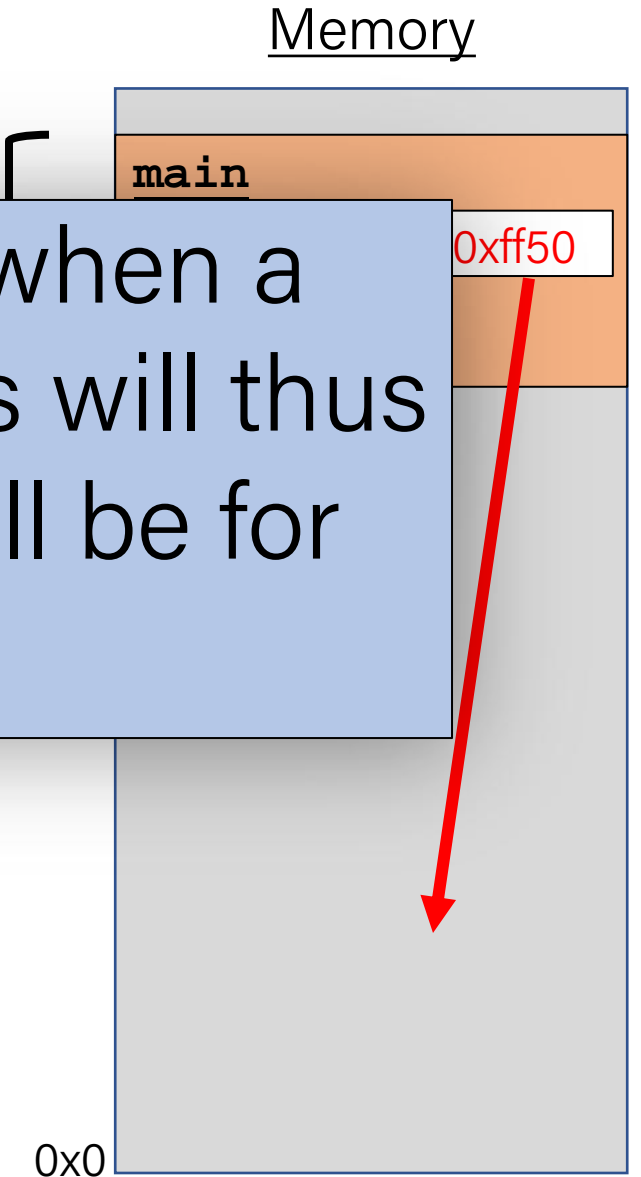 Memory
main
0xff50
when a
s will thus
ll be for
0x0